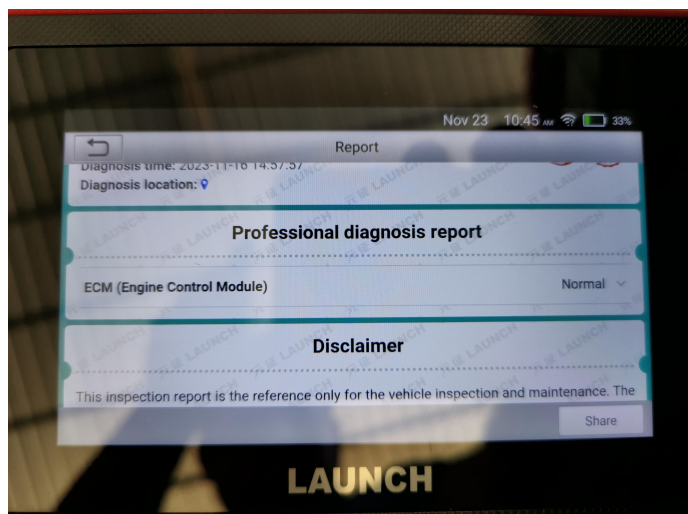 Nov 23 10:45 AM 33%
Report
Diagnosis time: 2023-11-16 14:57:57
Diagnosis location:
Professional diagnosis report
ECM (Engine Control Module) Normal
Disclaimer
This inspection report is the reference only for the vehicle inspection and maintenance. The
Share
LAUNCH